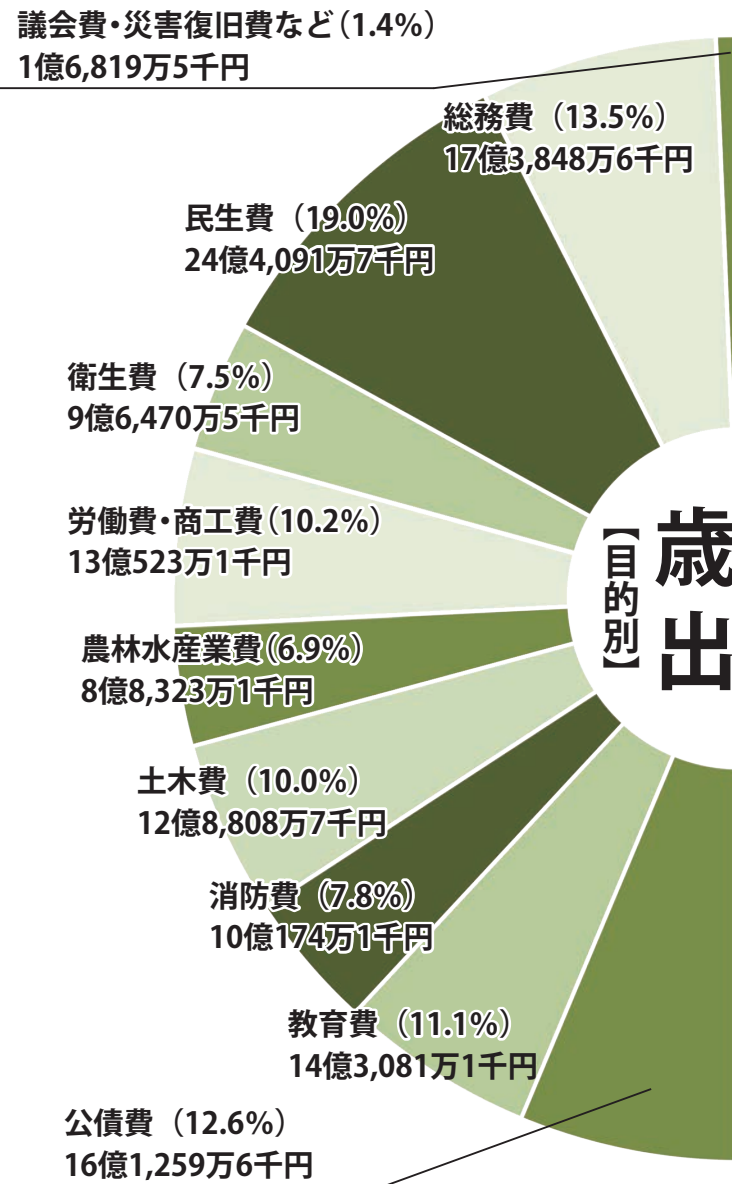 議会費・災害復旧費など(1.4%)
1億6,819万5千円
総務費（13.5%）
17億3,848万6千円
民生費（19.0%）
24億4,091万7千円
衛生費（7.5%）
9億6,470万5千円
労働費・商工費(10.2%)
13億523万1千円
農林水産業費(6.9%)
8億8,323万1千円
土木費（10.0%）
12億8,808万7千円
消防費（7.8%）
10億174万1千円
教育費（11.1%）
14億3,081万1千円
公債費（12.6%）
16億1,259万6千円
歳出
【目的別】